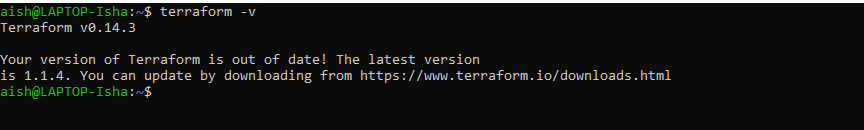 aish@LAPTOP-Isha:~$ terraform -v
Terraform v0.14.3
Your version of Terraform is out of date! The latest version
is 1.1.4. You can update by downloading from https://www.terraform.io/downloads.html
aish@LAPTOP-Isha:~$